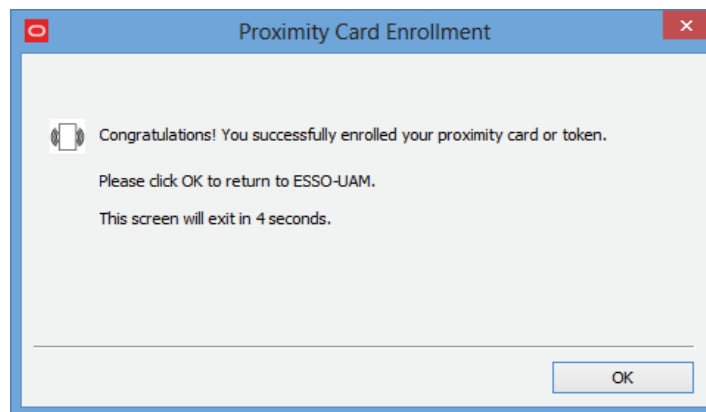 Proximity Card Enrollment
Congratulations! You successfully enrolled your proximity card or token.
Please click OK to return to ESSO-UAM.
This screen will exit in 4 seconds.
OK